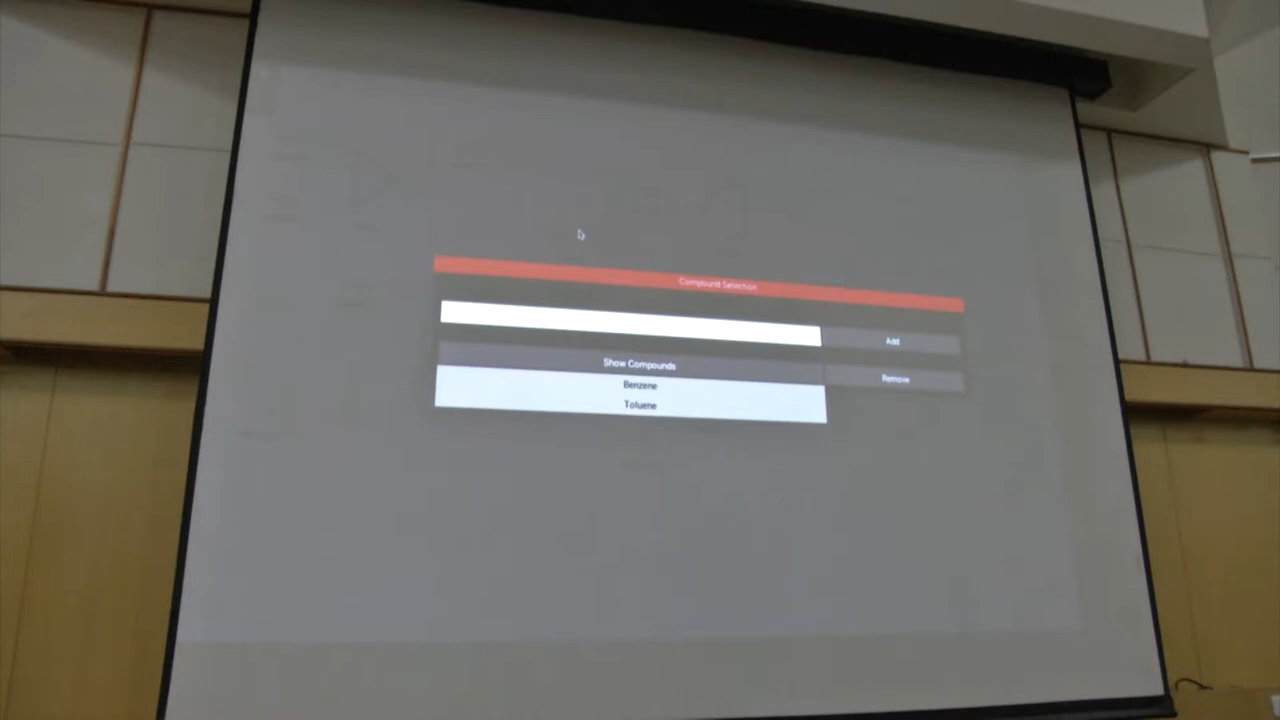 Compound Selection
Add
Show Compounds
Remove
Benzene
Toluene